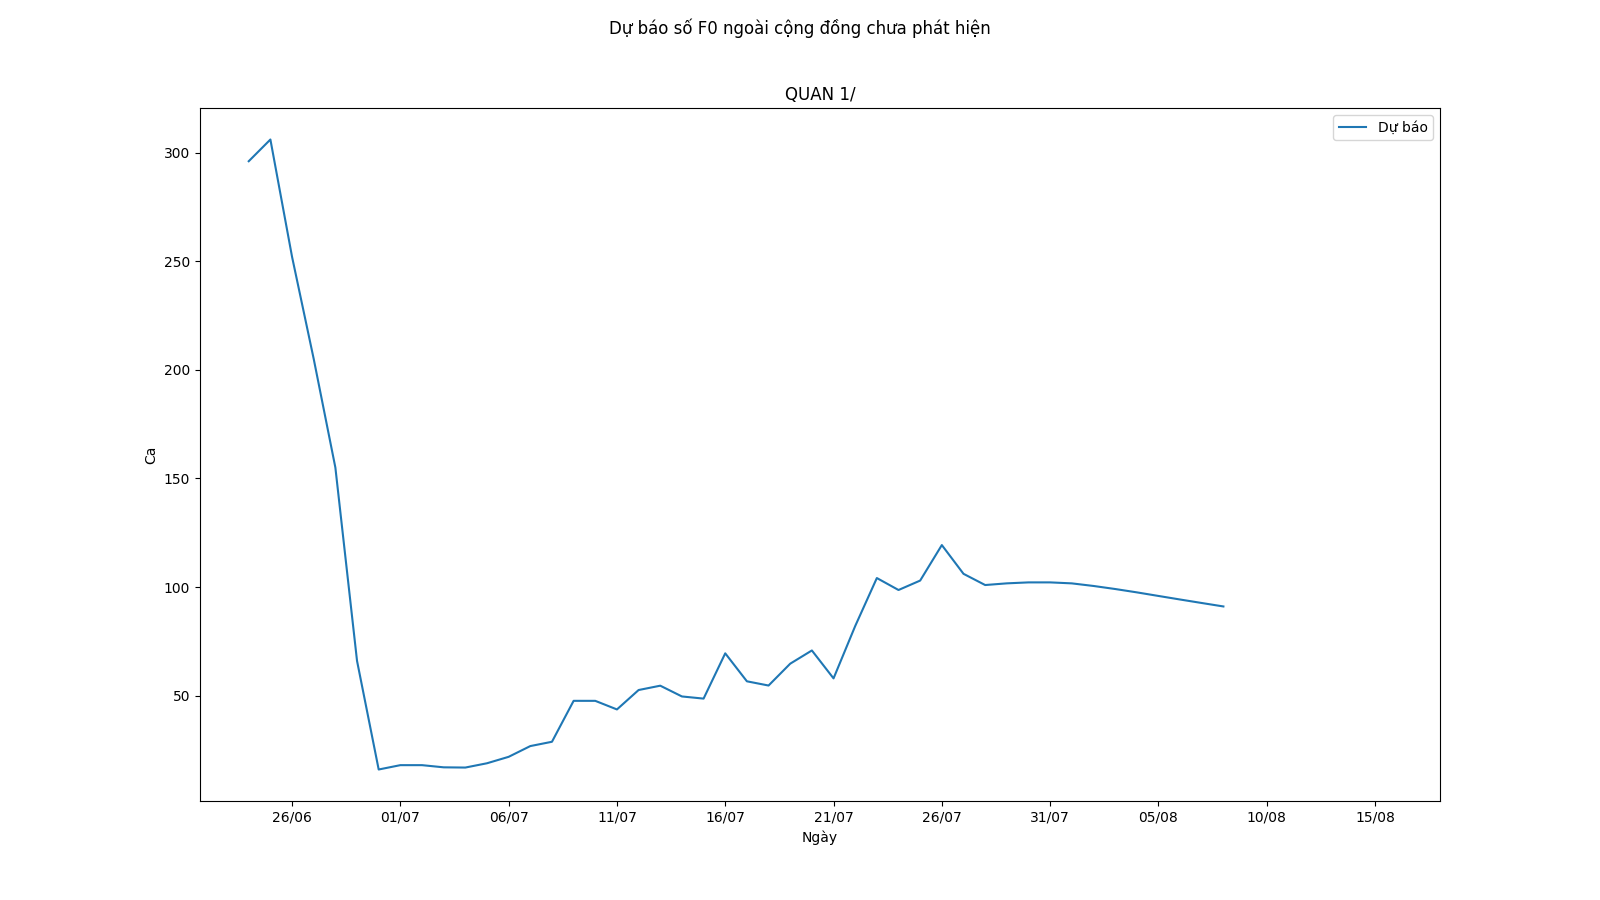 Dự báo số F0 ngoài cộng đồng chưa phát hiện
QUAN 1/
Dự báo
300
250
200
150
100
50
Ca
26/06 01/07 06/07 11/07 16/07 21/07 26/07 31/07 05/08 10/08 15/08
Ngày